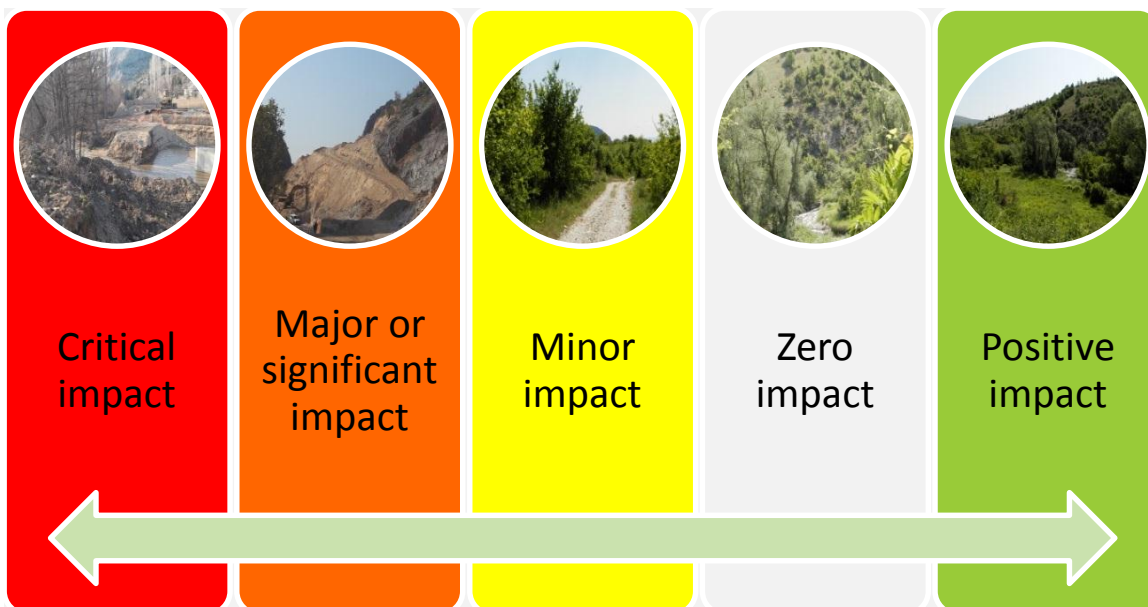 Critical
impact
Major or
significant
impact
Minor
impact
Zero
impact
Positive
impact